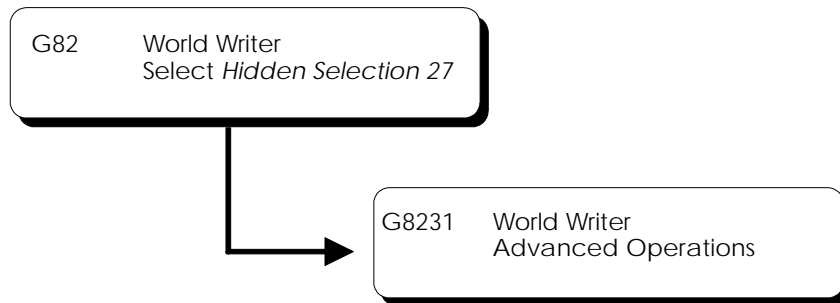 G82 World Writer
Select Hidden Selection 27
G8231 World Writer
Advanced Operations